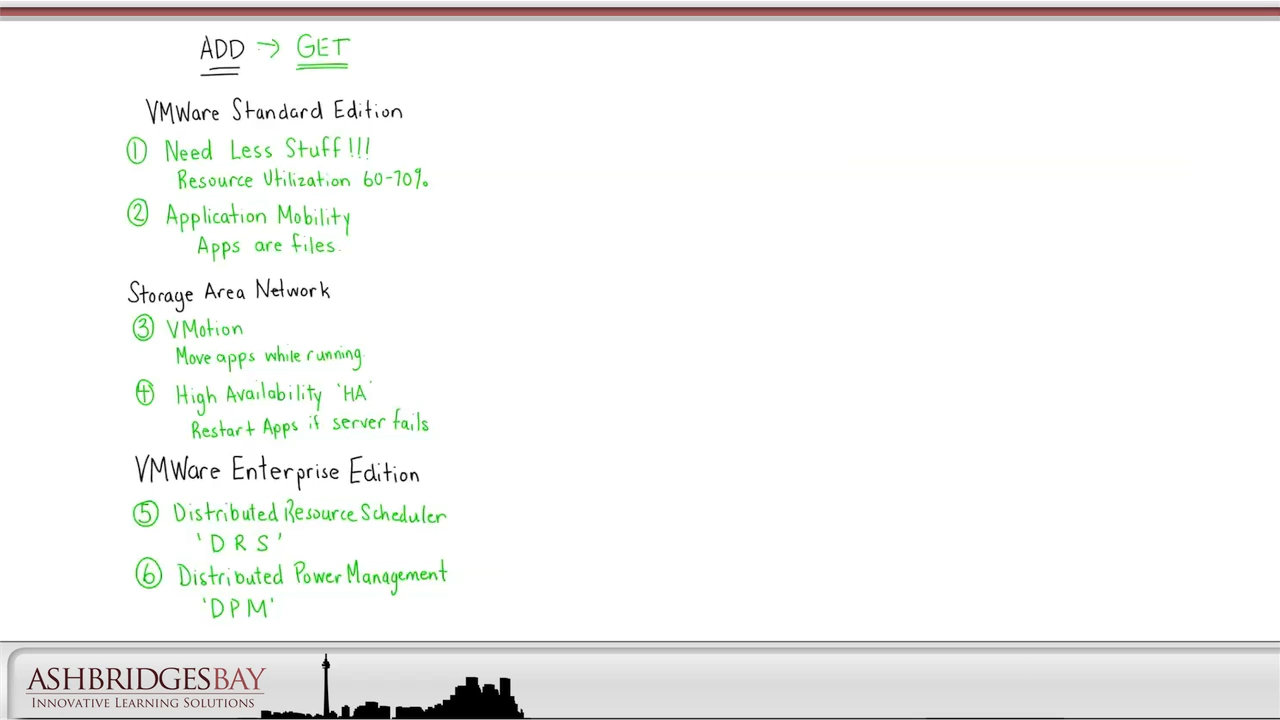 ADD → GET
VMWare Standard Edition
① Need Less Stuff!!!
Resource Utilization 60-70%
② Application Mobility
Apps are files.
Storage Area Network
③ VMotion
Move apps while running
④ High Availability 'HA'
Restart Apps if server fails
VMWare Enterprise Edition
⑤ Distributed Resource Scheduler
'DRS'
⑥ Distributed Power Management
'DPM'
ASHBRIDGESBAY
INNOVATIVE LEARNING SOLUTIONS